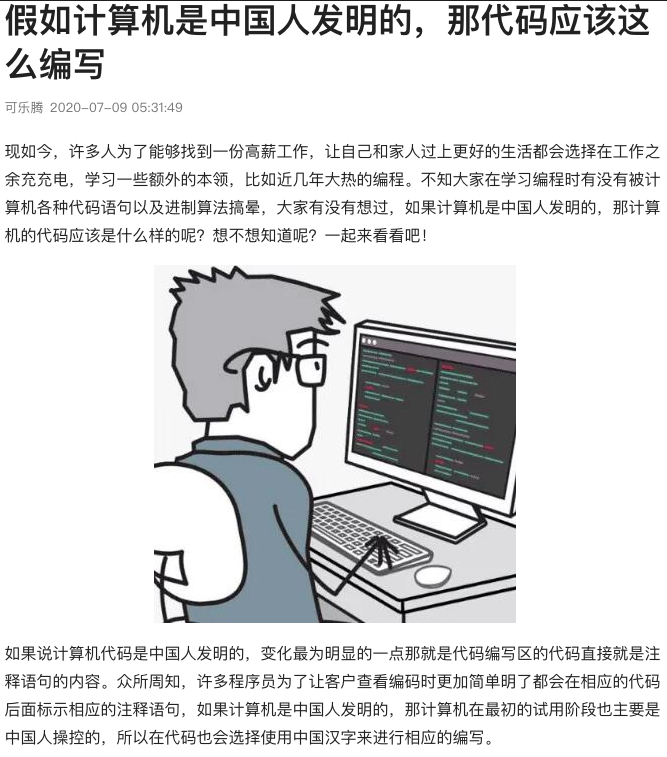 假如计算机是中国人发明的，那代码应该这
么编写
可乐腾 2020-07-09 05:31:49
现如今，许多人为了能够找到一份高薪工作，让自己和家人过上更好的生活都会选择在工作之
余充充电，学习一些额外的本领，比如近几年大热的编程。不知大家在学习编程时有没有被计
算机各种代码语句以及进制算法搞晕，大家有没有想过，如果计算机是中国人发明的，那计算
机的代码应该是什么样的呢？想不想知道呢？一起来看看吧！
如果说计算机代码是中国人发明的，变化最为明显的一点那就是代码编写区的代码直接就是注
释语句的内容。众所周知，许多程序员为了让客户查看编码时更加简单明了都会在相应的代码
后面标示相应的注释语句，如果计算机是中国人发明的，那计算机在最初的试用阶段也主要是
中国人操控的，所以在代码也会选择使用中国汉字来进行相应的编写。